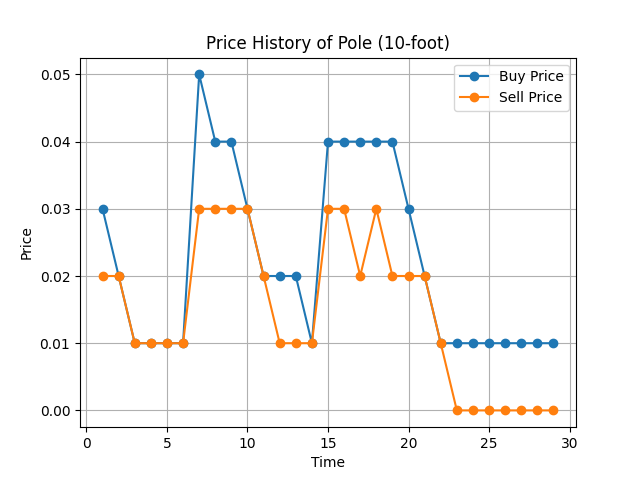 Price History of Pole (10-foot)
Buy Price
Sell Price
0.05
0.04
0.03
0.02
0.01
0.00
Price
0 5 10 15 20 25 30
Time